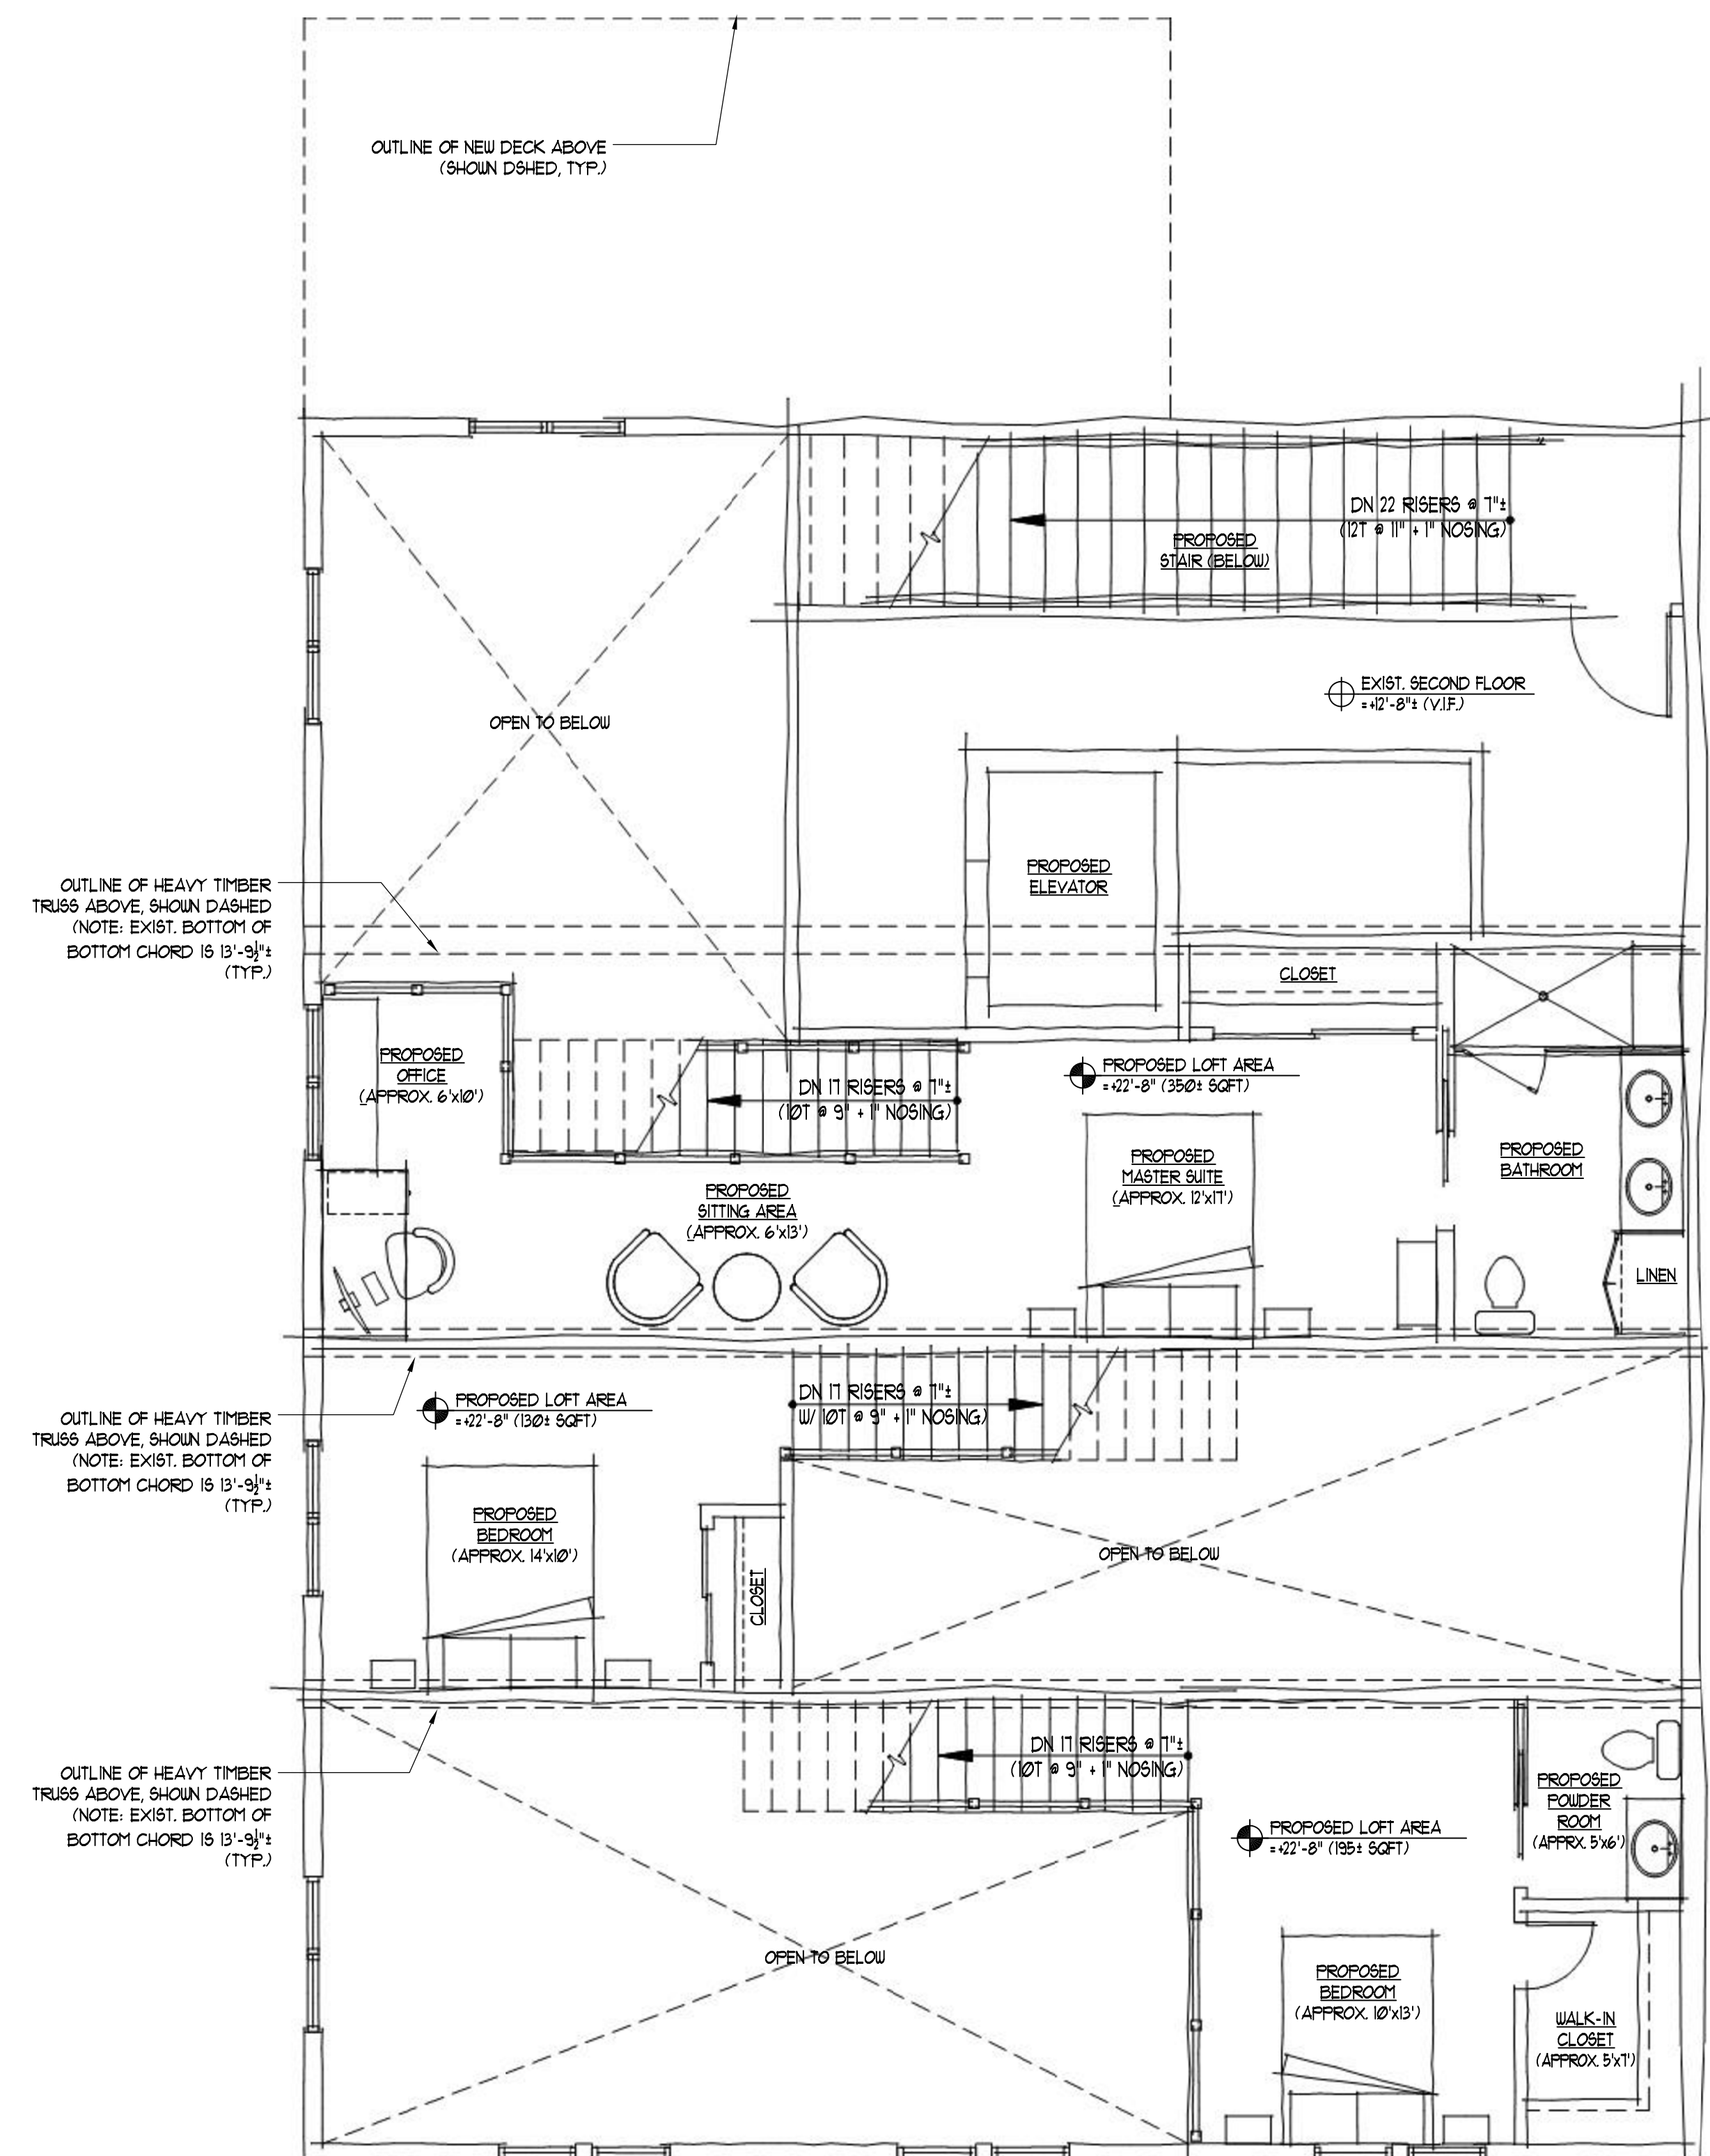 OUTLINE OF NEW DECK ABOVE
(SHOWN DSHED, TYP.)
DN 22 RISERS @ 7"±
(12T @ 11" + 1" NOSING)
PROPOSED
STAIR (BELOW)
EXIST. SECOND FLOOR
=+12'-8"± (V.I.F.)
OPEN TO BELOW
PROPOSED
ELEVATOR
OUTLINE OF HEAVY TIMBER
TRUSS ABOVE, SHOWN DASHED
(NOTE: EXIST. BOTTOM OF
BOTTOM CHORD IS 13'-9½"±
(TYP.)
CLOSET
PROPOSED
OFFICE
(APPROX. 6'x10')
DN 17 RISERS @ 7"±
(10T @ 9" + 1" NOSING)
PROPOSED LOFT AREA
=+22'-8" (350± SQFT)
PROPOSED
MASTER SUITE
(APPROX. 12'x17')
PROPOSED
BATHROOM
PROPOSED
SITTING AREA
(APPROX. 6'x13')
LINEN
OUTLINE OF HEAVY TIMBER
TRUSS ABOVE, SHOWN DASHED
(NOTE: EXIST. BOTTOM OF
BOTTOM CHORD IS 13'-9½"±
(TYP.)
PROPOSED LOFT AREA
=+22'-8" (130± SQFT)
DN 17 RISERS @ 7"±
W/ 10T @ 9" + 1" NOSING)
PROPOSED
BEDROOM
(APPROX. 14'x10')
CLOSET
OPEN TO BELOW
OUTLINE OF HEAVY TIMBER
TRUSS ABOVE, SHOWN DASHED
(NOTE: EXIST. BOTTOM OF
BOTTOM CHORD IS 13'-9½"±
(TYP.)
DN 17 RISERS @ 7"±
(10T @ 9" + 1" NOSING)
PROPOSED LOFT AREA
=+22'-8" (195± SQFT)
PROPOSED
POWDER
ROOM
(APPRX. 5'x6')
OPEN TO BELOW
PROPOSED
BEDROOM
(APPROX. 10'x13')
WALK-IN
CLOSET
(APPROX. 5'x7')